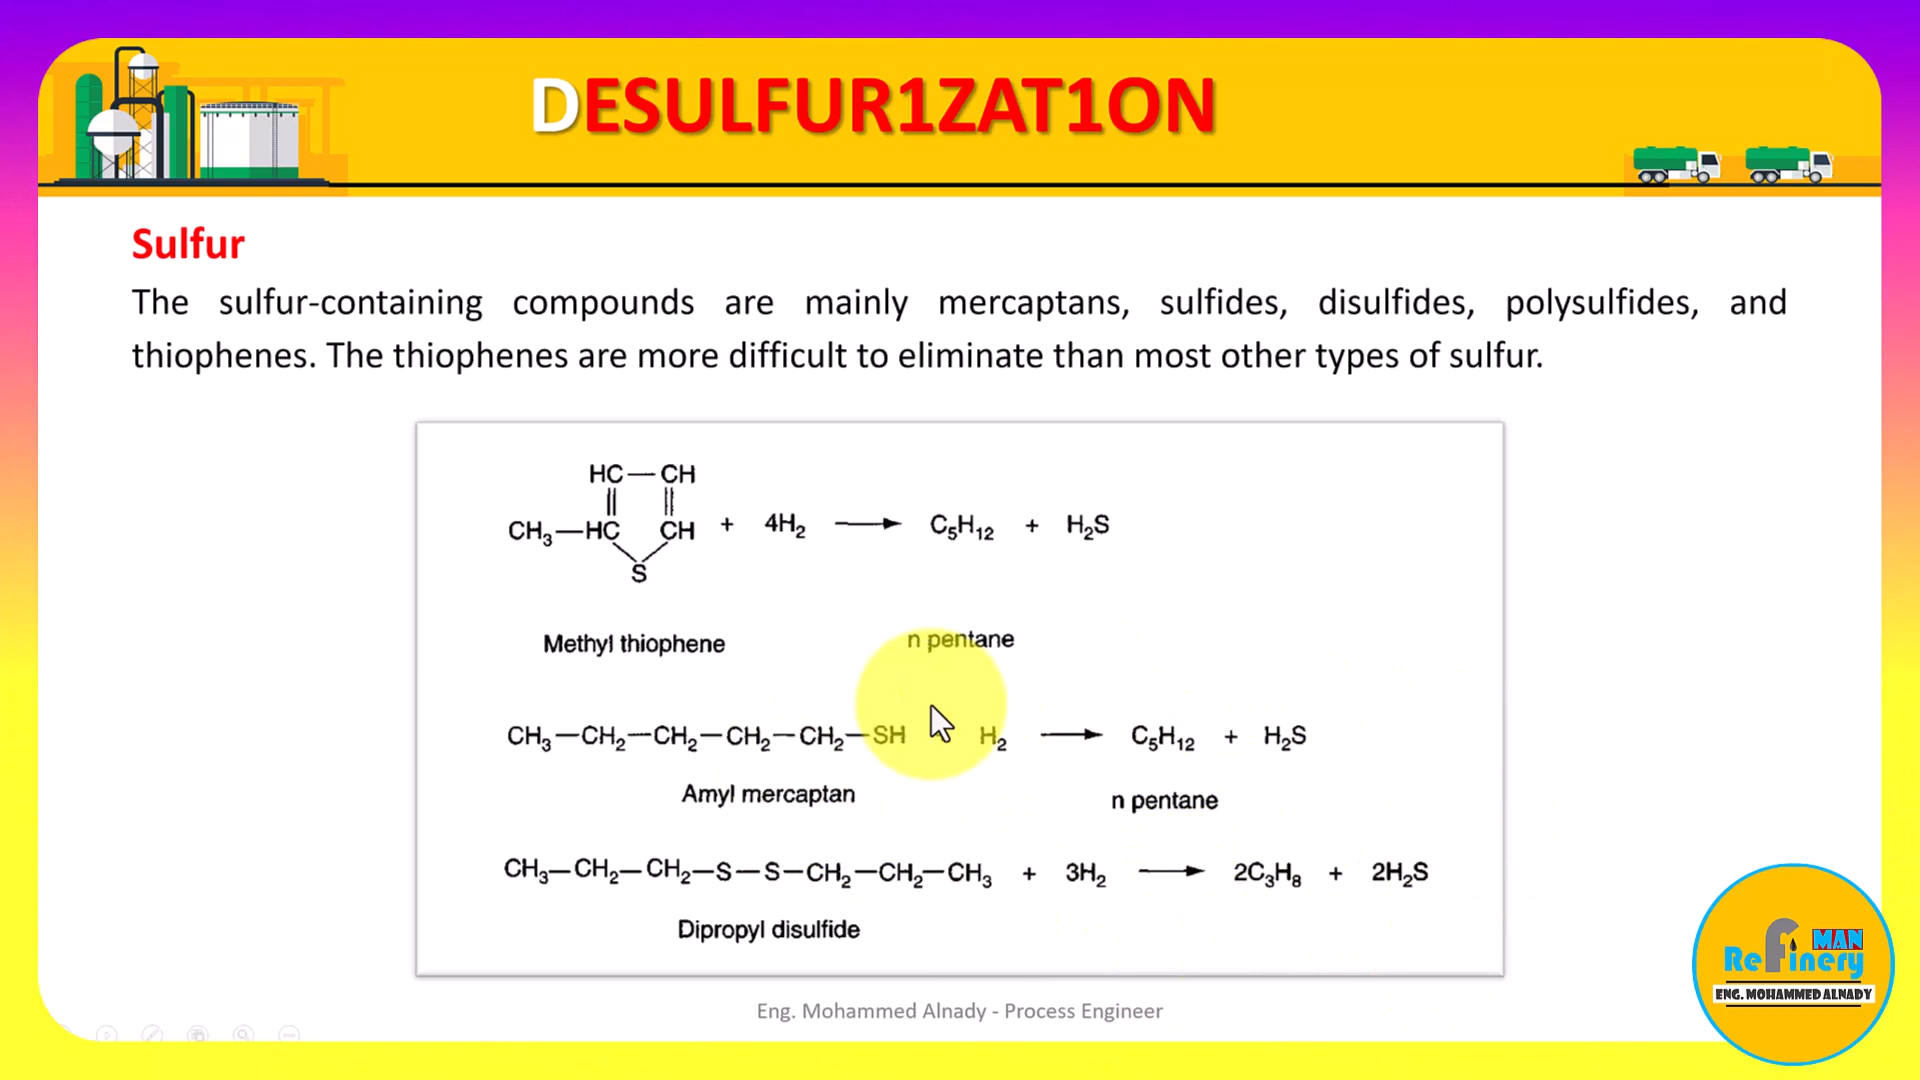 DESULFUR1ZAT1ON
Sulfur
The sulfur-containing compounds are mainly mercaptans, sulfides, disulfides, polysulfides, and
thiophenes. The thiophenes are more difficult to eliminate than most other types of sulfur.
HC—CH
CH₃—HC CH + 4H₂ → C₅H₁₂ + H₂S
S
Methyl thiophene n pentane
CH₃—CH₂—CH₂—CH₂—CH₂—SH H₂ → C₅H₁₂ + H₂S
Amyl mercaptan n pentane
CH₃—CH₂—CH₂—S—S—CH₂—CH₂—CH₃ + 3H₂ → 2C₃H₈ + 2H₂S
Dipropyl disulfide
Eng. Mohammed Alnady - Process Engineer
MAN
Refinery
ENG. MOHAMMED ALNADY